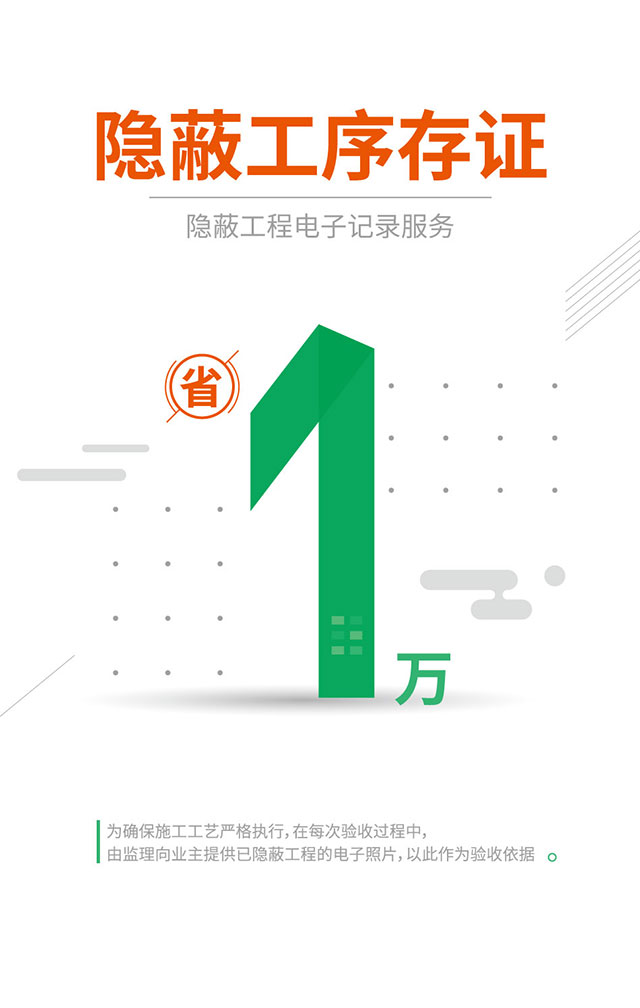 隐蔽工序存证
隐蔽工程电子记录服务
省
1
万
为确保施工工艺严格执行,在每次验收过程中,
由监理向业主提供已隐蔽工程的电子照片,以此作为验收依据。